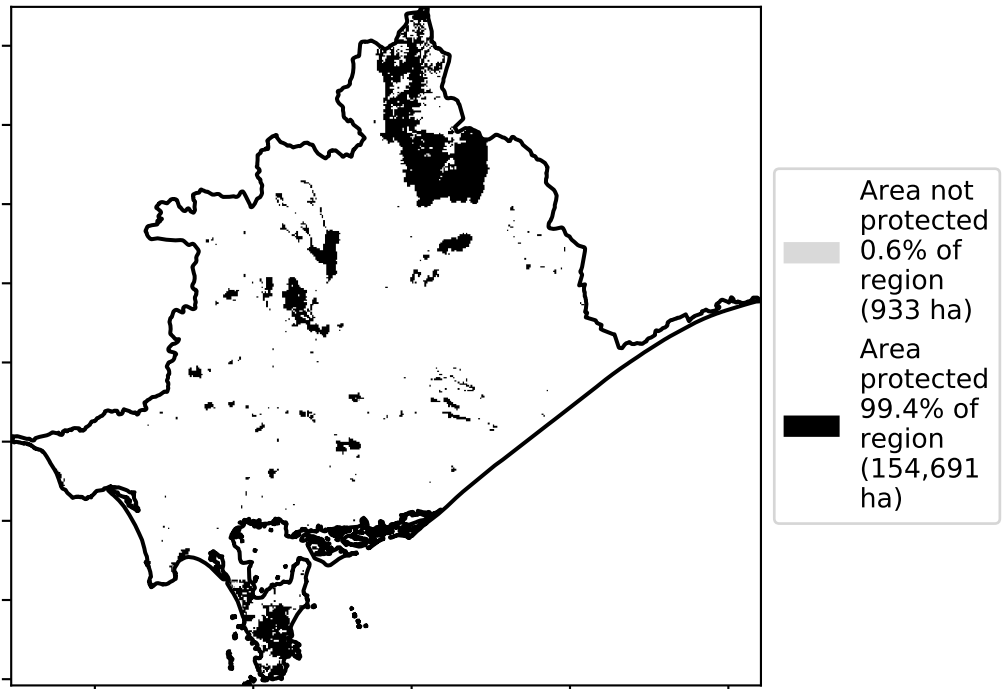 Area not
protected
0.6% of
region
(933 ha)
Area
protected
99.4% of
region
(154,691
ha)